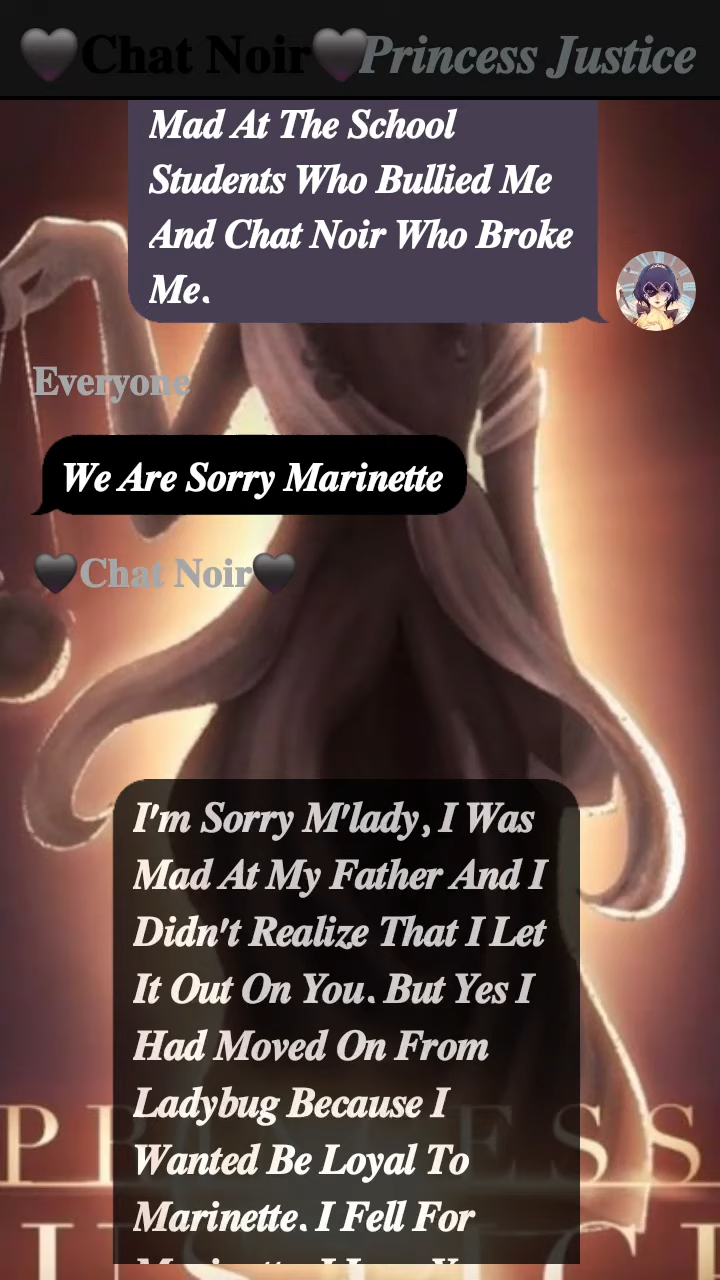 🖤Chat Noir🖤 Princess Justice
Mad At The School
Students Who Bullied Me
And Chat Noir Who Broke
Me.
Everyone
We Are Sorry Marinette
🖤Chat Noir🖤
I'm Sorry M'lady, I Was
Mad At My Father And I
Didn't Realize That I Let
It Out On You. But Yes I
Had Moved On From
Ladybug Because I
Wanted Be Loyal To
Marinette. I Fell For